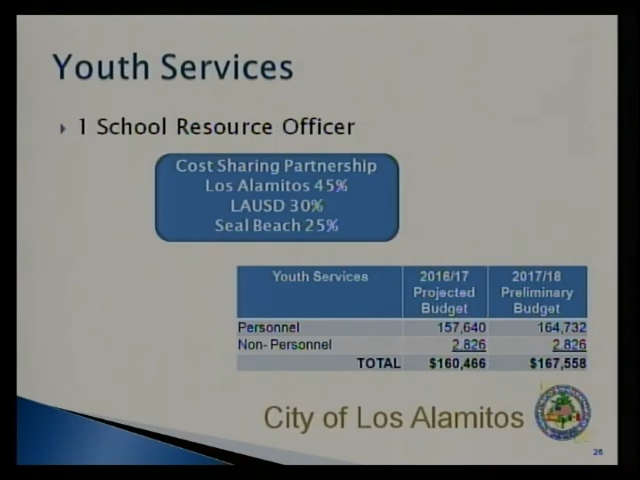 Youth Services
1 School Resource Officer
Cost Sharing Partnership
Los Alamitos 45%
LAUSD 30%
Seal Beach 25%
Youth Services 2016/17 Projected Budget 2017/18 Preliminary Budget
Personnel 157,640 164,732
Non- Personnel 2,826 2,826
TOTAL $160,466 $167,558
City of Los Alamitos
26